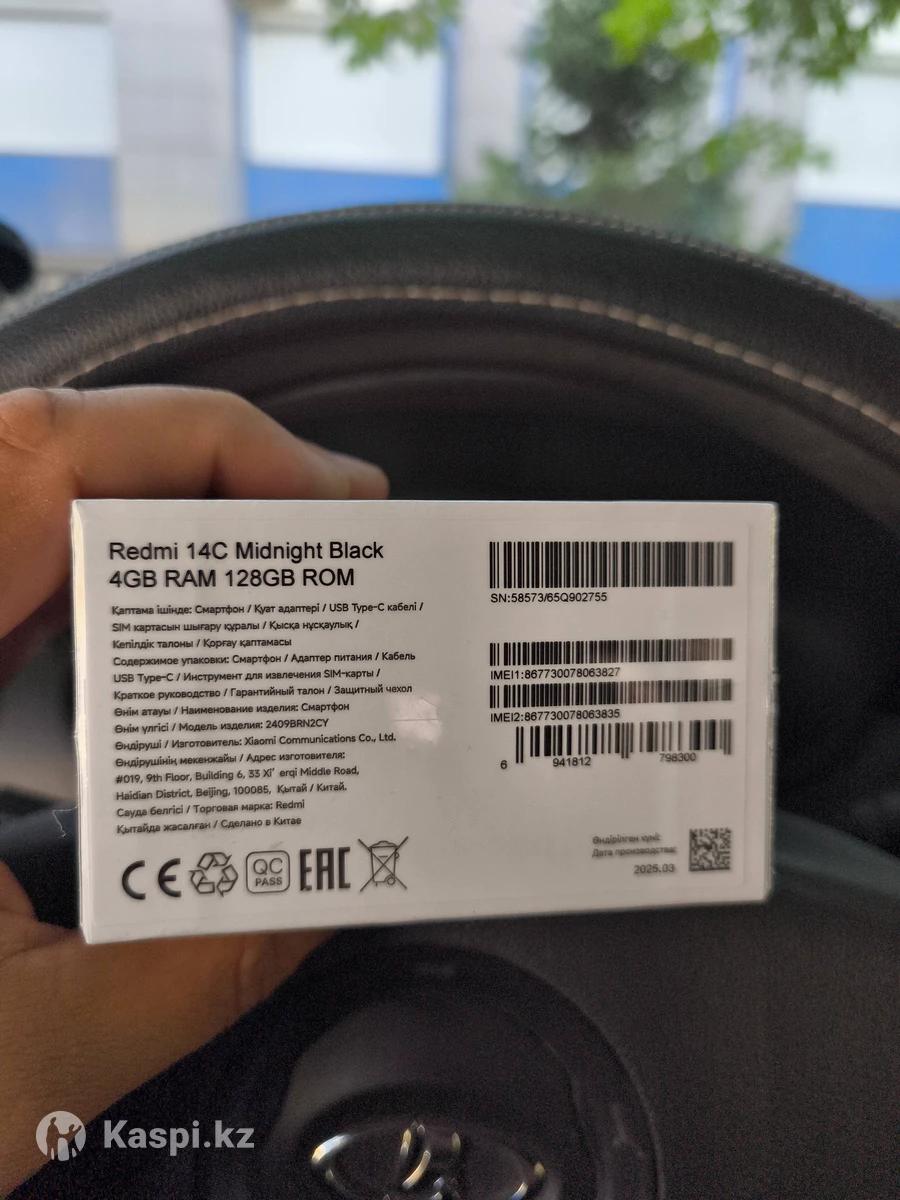 Redmi 14C Midnight Black
4GB RAM 128GB ROM
Қаптама ішінде: Смартфон / Қуат адаптері / USB Type-C кабелі /
SIM картасын шығару құралы / Қысқа нұсқаулық /
Кепілдік талоны / Қорғау қаптамасы
Содержимое упаковки: Смартфон / Адаптер питания / Кабель
USB Type-C / Инструмент для извлечения SIM-карты /
Краткое руководство / Гарантийный талон / Защитный чехол
Өнім атауы / Наименование изделия: Смартфон
Өнім үлгісі / Модель изделия: 2409BRN2CY
Өндіруші / Изготовитель: Xiaomi Communications Co., Ltd.
Өндірушінің мекенжайы / Адрес изготовителя:
#019, 9th Floor, Building 6, 33 Xi' erqi Middle Road,
Haidian District, Beijing, 100085, Қытай / Китай.
Сауда белгісі / Торговая марка: Redmi
Қытайда жасалған / Сделано в Китае
CE
QC
PASS
EAC
SN:58573/65Q902755
IMEI1:867730078063827
IMEI2:867730078063835
6 941812 798300
Өндірілген күні:
Дата производства:
2025.03
Kaspi.kz